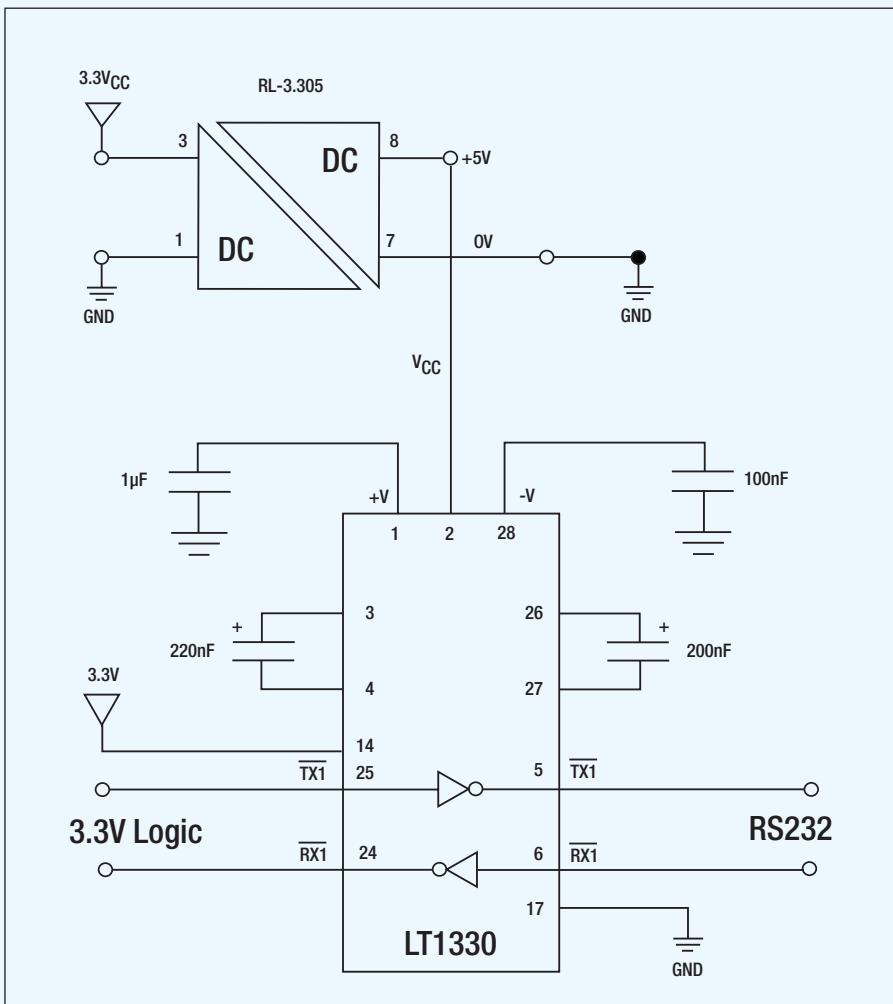 3.3VCC
RL-3.305
3
DC
8
+5V
1
DC
7
0V
GND
GND
VCC
1µF
+V
-V
100nF
1
2
28
3
26
+
220nF
+
200nF
4
27
3.3V
14
TX1
25
5
TX1
3.3V Logic
RS232
RX1
24
6
RX1
17
LT1330
GND